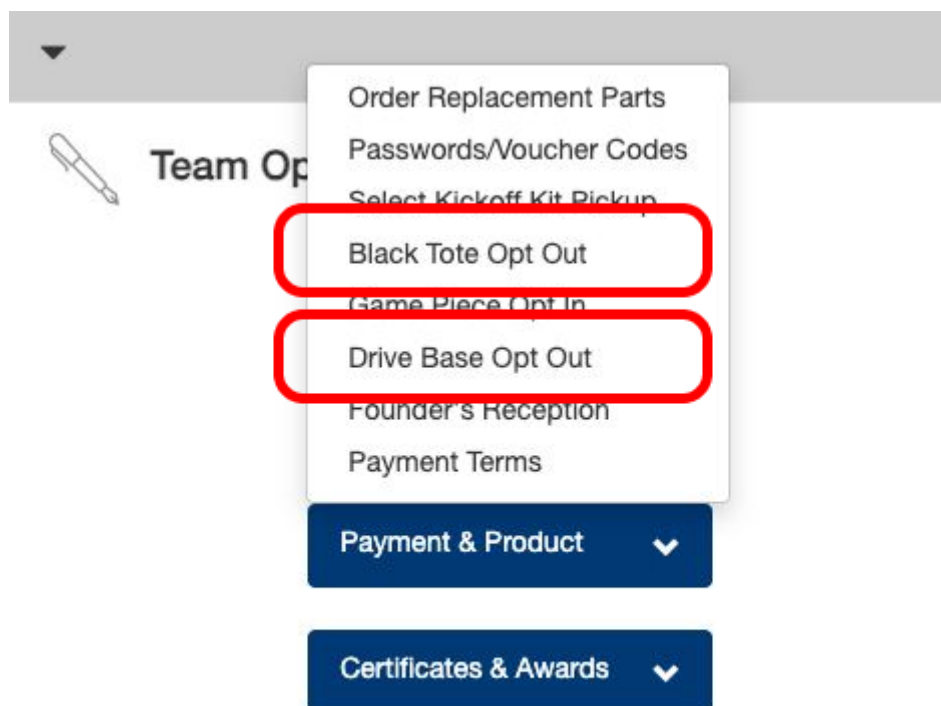 Order Replacement Parts
Team Op
Passwords/Voucher Codes
Select Kickoff Kit Pickup
Black Tote Opt Out
Game Piece Opt In
Drive Base Opt Out
Founder's Reception
Payment Terms
Payment & Product
Certificates & Awards